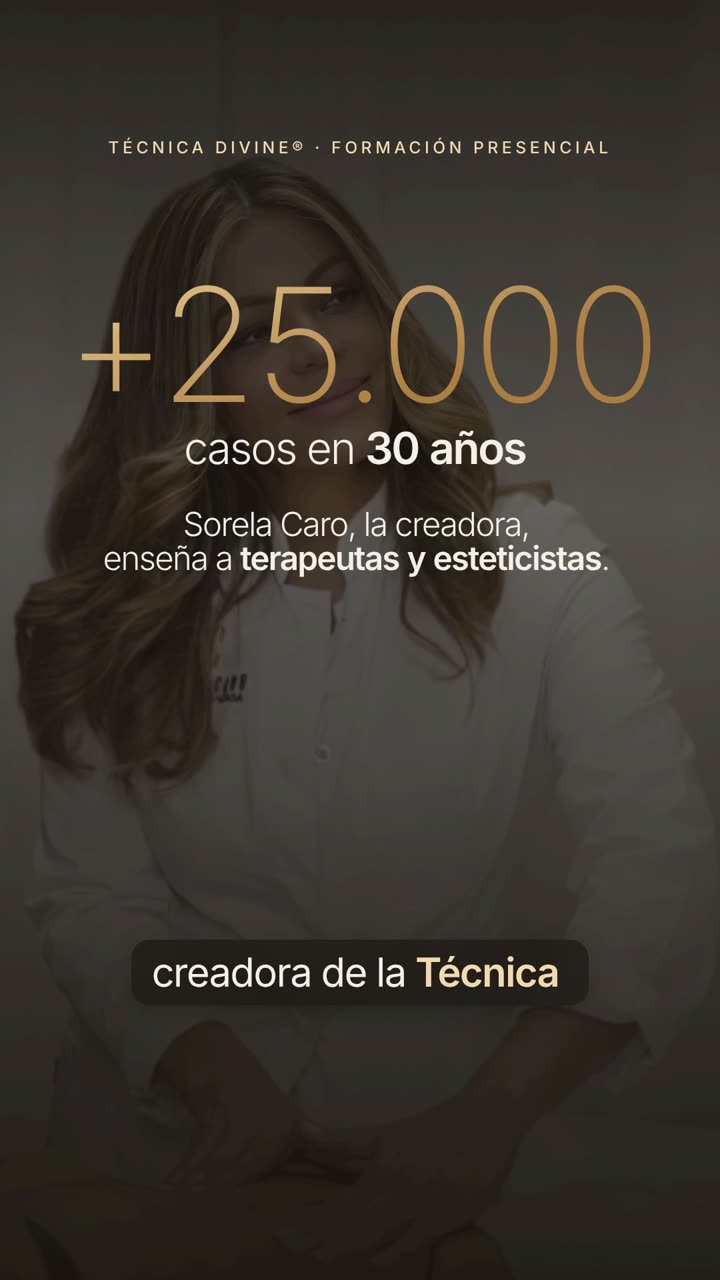 TÉCNICA DIVINE® · FORMACIÓN PRESENCIAL
+25.000
casos en 30 años
Sorela Caro, la creadora,
enseña a terapeutas y esteticistas.
creadora de la Técnica